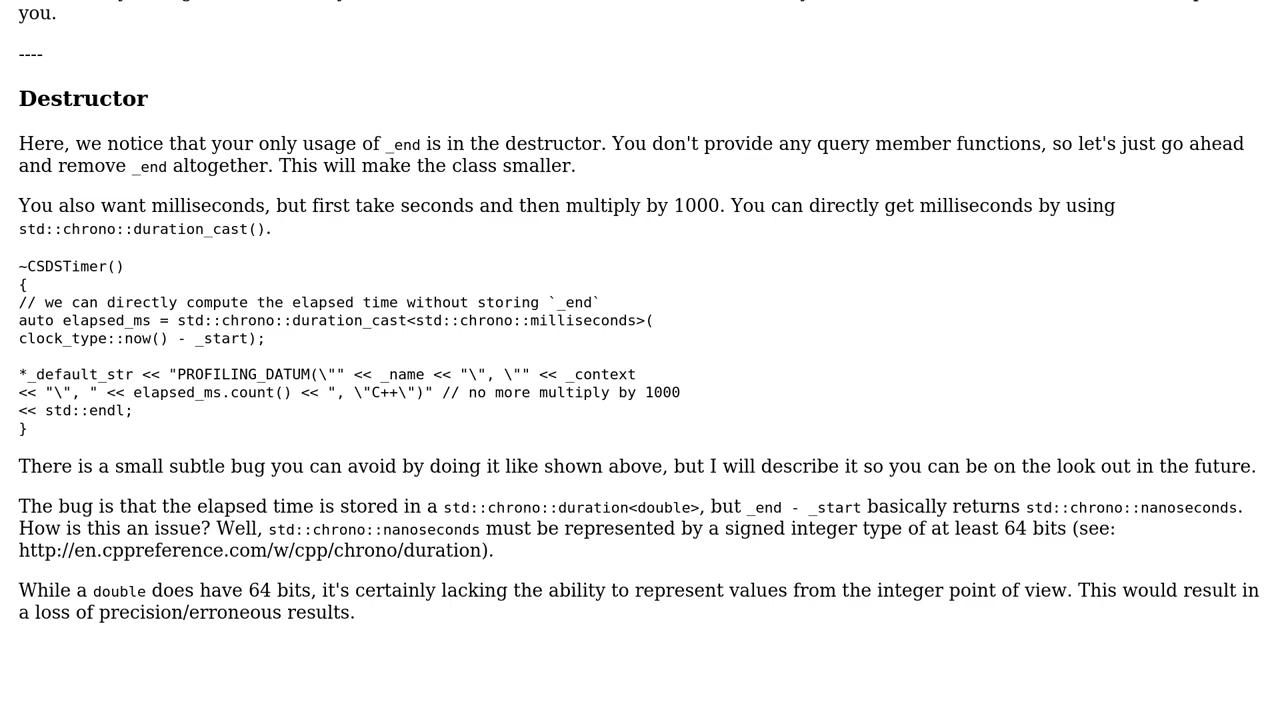 you.
----
Destructor
Here, we notice that your only usage of _end is in the destructor. You don't provide any query member functions, so let's just go ahead
and remove _end altogether. This will make the class smaller.
You also want milliseconds, but first take seconds and then multiply by 1000. You can directly get milliseconds by using
std::chrono::duration_cast().
~CSDSTimer()
{
// we can directly compute the elapsed time without storing `_end`
auto elapsed_ms = std::chrono::duration_cast<std::chrono::milliseconds>(
clock_type::now() - _start);
*_default_str << "PROFILING_DATUM(\"" << _name << "\", \"" << _context
<< "\", " << elapsed_ms.count() << ", \"C++\")" // no more multiply by 1000
<< std::endl;
}
There is a small subtle bug you can avoid by doing it like shown above, but I will describe it so you can be on the look out in the future.
The bug is that the elapsed time is stored in a std::chrono::duration<double>, but _end - _start basically returns std::chrono::nanoseconds.
How is this an issue? Well, std::chrono::nanoseconds must be represented by a signed integer type of at least 64 bits (see:
http://en.cppreference.com/w/cpp/chrono/duration).
While a double does have 64 bits, it's certainly lacking the ability to represent values from the integer point of view. This would result in
a loss of precision/erroneous results.